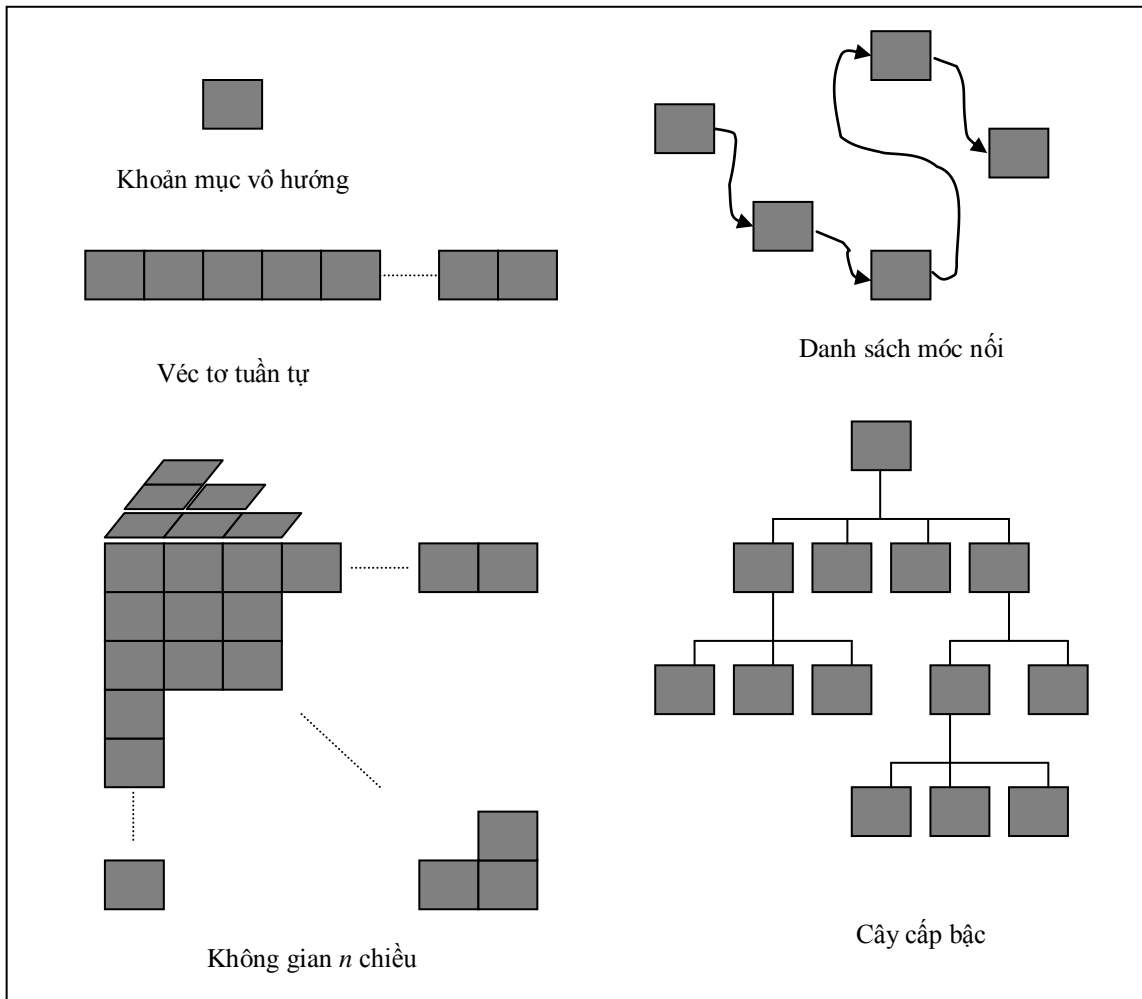 Khoản mục vô hướng
Véc tơ tuần tự
Danh sách móc nối
Không gian n chiều
Cây cấp bậc